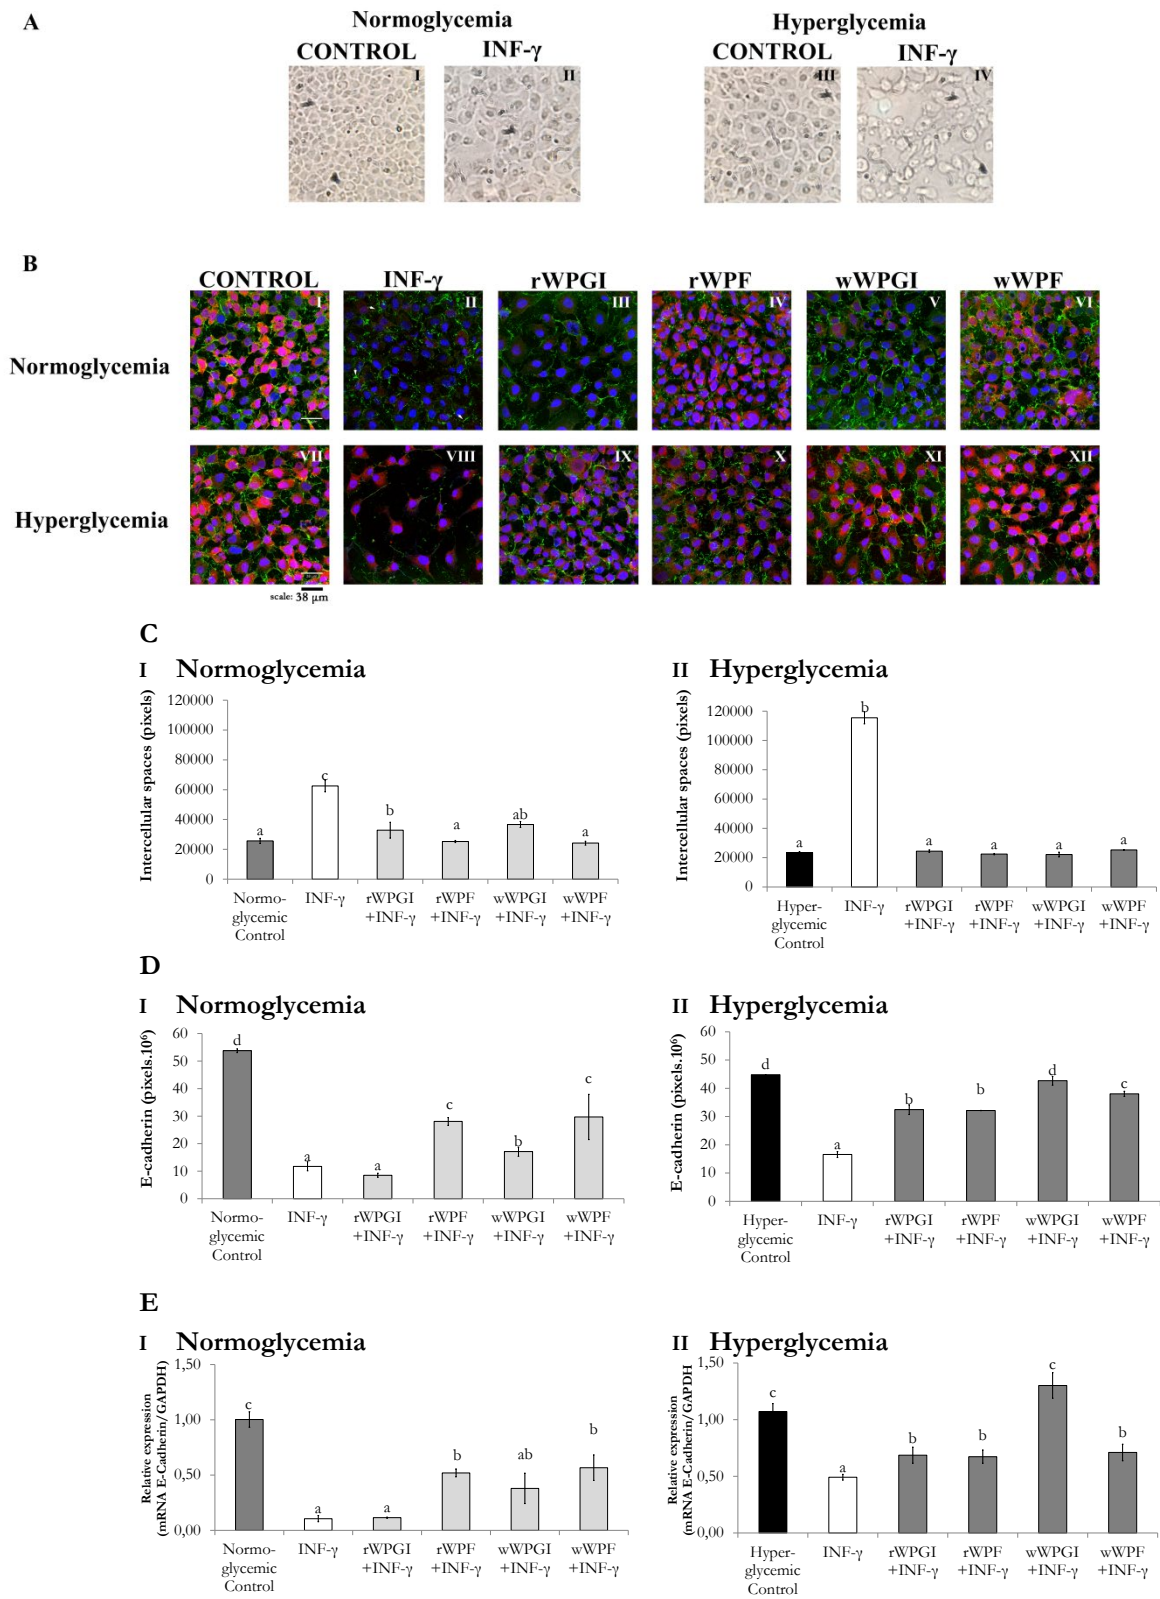 A
Normoglycemia
Hyperglycemia
CONTROL
INF-γ
CONTROL
INF-γ
I
II
III
IV
B
CONTROL
INF-γ
rWPGI
rWPF
wWPGI
wWPF
Normoglycemia
I
II
III
IV
V
VI
Hyperglycemia
VII
VIII
IX
X
XI
XII
scale: 38 μm
C
I Normoglycemia
Intercellular spaces (pixels)
120000
100000
80000
60000
40000
20000
0
a
c
b
a
ab
a
Normo-
glycemic
Control
INF-γ
rWPGI
+INF-γ
rWPF
+INF-γ
wWPGI
+INF-γ
wWPF
+INF-γ
II Hyperglycemia
Intercellular spaces (pixels)
120000
100000
80000
60000
40000
20000
0
a
b
a
a
a
a
Hyper-
glycemic
Control
INF-γ
rWPGI
+INF-γ
rWPF
+INF-γ
wWPGI
+INF-γ
wWPF
+INF-γ
D
I Normoglycemia
E-cadherin (pixels.10⁶)
60
50
40
30
20
10
0
d
a
a
c
b
c
Normo-
glycemic
Control
INF-γ
rWPGI
+INF-γ
rWPF
+INF-γ
wWPGI
+INF-γ
wWPF
+INF-γ
II Hyperglycemia
E-cadherin (pixels.10⁶)
60
50
40
30
20
10
0
d
a
b
b
d
c
Hyper-
glycemic
Control
INF-γ
rWPGI
+INF-γ
rWPF
+INF-γ
wWPGI
+INF-γ
wWPF
+INF-γ
E
I Normoglycemia
Relative expression
(mRNA E-Cadherin/GAPDH)
1,50
1,00
0,50
0,00
c
a
a
b
ab
b
Normo-
glycemic
Control
INF-γ
rWPGI
+INF-γ
rWPF
+INF-γ
wWPGI
+INF-γ
wWPF
+INF-γ
II Hyperglycemia
Relative expression
(mRNA E-Cadherin/GAPDH
1,50
1,00
0,50
0,00
c
a
b
b
c
b
Hyper-
glycemic
Control
INF-γ
rWPGI
+INF-γ
rWPF
+INF-γ
wWPGI
+INF-γ
wWPF
+INF-γ